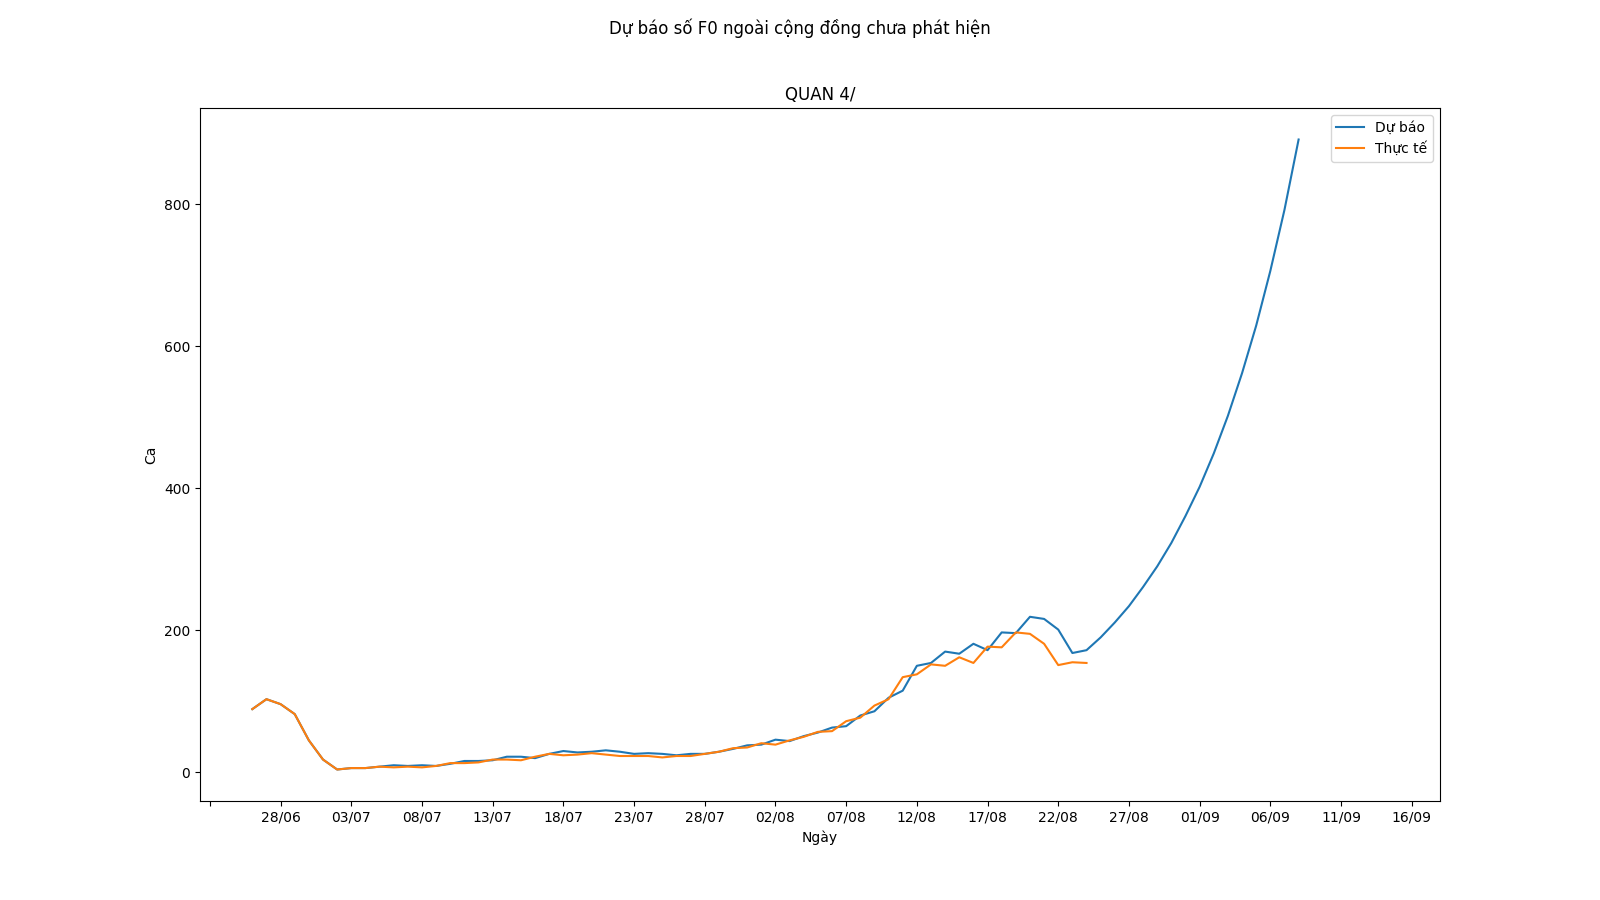 Dự báo số F0 ngoài cộng đồng chưa phát hiện
QUAN 4/
Dự báo
Thực tế
800
600
400
200
0
Ca
28/06 03/07 08/07 13/07 18/07 23/07 28/07 02/08 07/08 12/08 17/08 22/08 27/08 01/09 06/09 11/09 16/09
Ngày